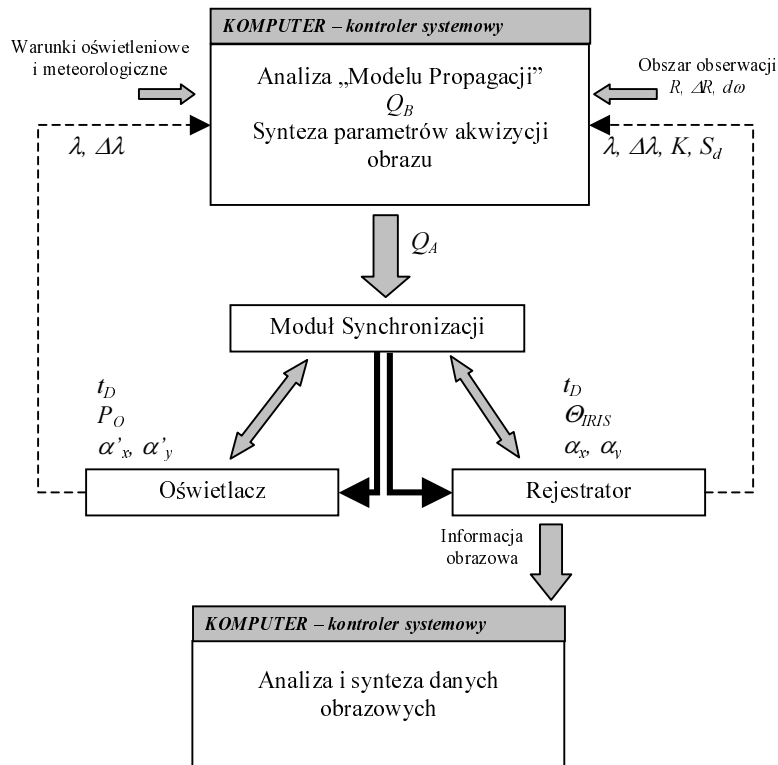 KOMPUTER – kontroler systemowy
Warunki oświetleniowe
i meteorologiczne
Analiza „Modelu Propagacji”
Q_B
Synteza parametrów akwizycji
obrazu
Obszar obserwacji
R, ΔR, dω
λ, Δλ
λ, Δλ, K, S_d
Q_A
Moduł Synchronizacji
t_D
P_O
α’_x, α’_y
t_D
Θ_IRIS
α_x, α_y
Oświetlacz
Rejestrator
Informacja
obrazowa
KOMPUTER – kontroler systemowy
Analiza i synteza danych
obrazowych